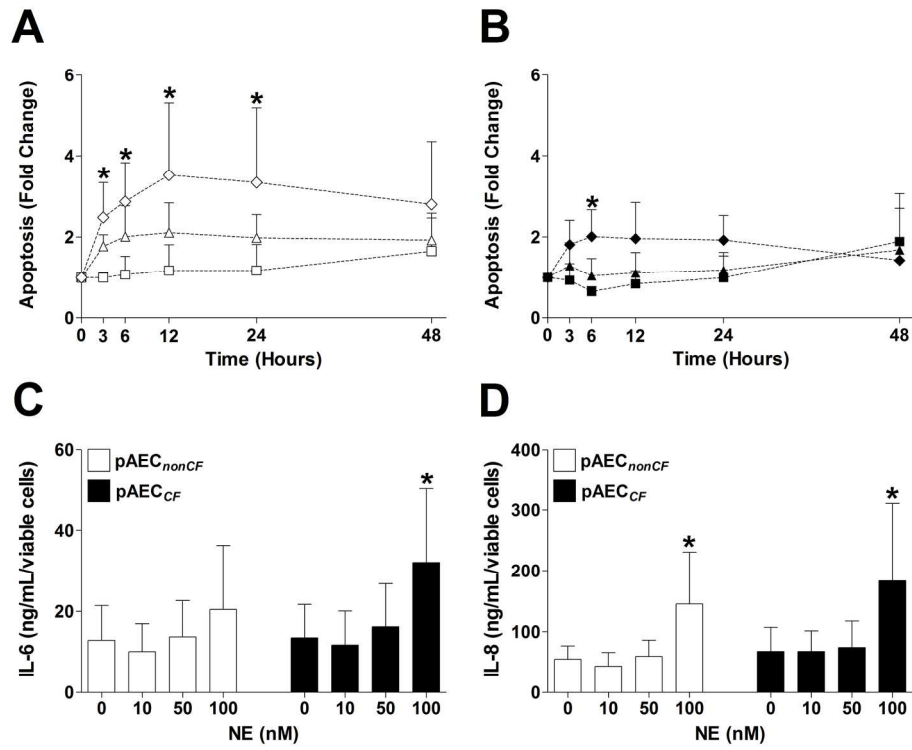 A
Apoptosis (Fold Change)
6
4
2
0
* * * *
0 3 6 12 24 48
Time (Hours)
B
Apoptosis (Fold Change)
6
4
2
0
*
0 3 6 12 24 48
Time (Hours)
C
IL-6 (ng/mL/viable cells)
60
40
20
0
pAECnonCF
pAECCF
*
0 10 50 100 0 10 50 100
NE (nM)
D
IL-8 (ng/mL/viable cells)
400
300
200
100
0
pAECnonCF
pAECCF
* *
0 10 50 100 0 10 50 100
NE (nM)